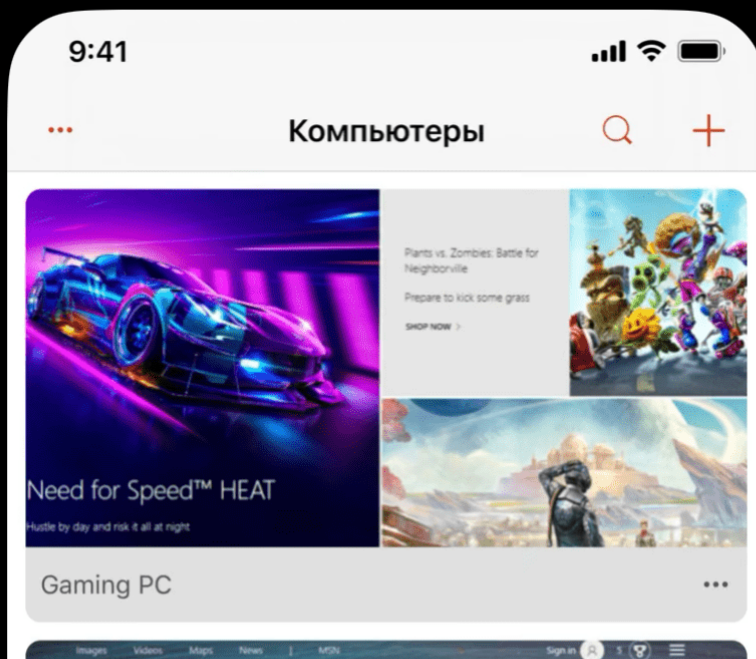 9:41
Компьютеры
Need for Speed™ HEAT
Hustle by day and risk it all at night
Plants vs. Zombies: Battle for
Neighborville
Prepare to kick some grass
SHOP NOW
Gaming PC
Images Videos Maps News | MSN Sign in 5